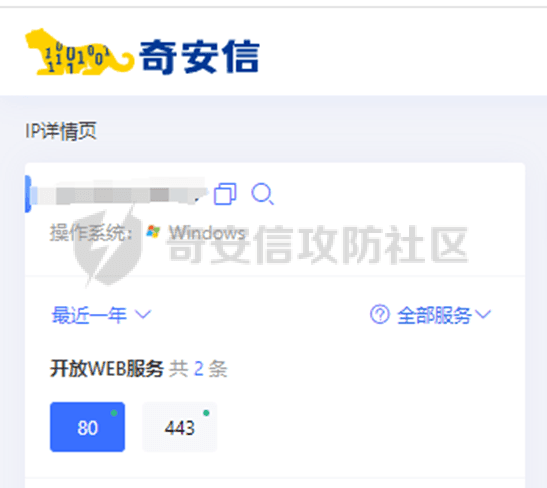 奇安信
IP详情页
操作系统: Windows
奇安信攻防社区
最近一年
全部服务
开放WEB服务 共 2 条
80 443